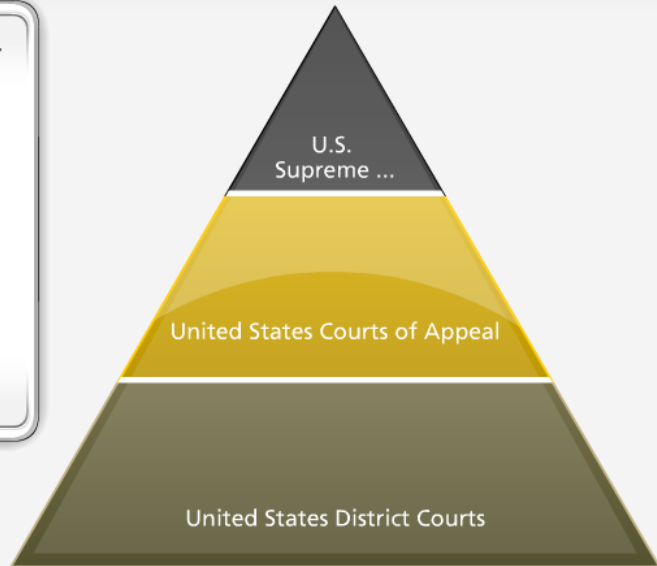 U.S.
Supreme ...
United States Courts of Appeal
United States District Courts